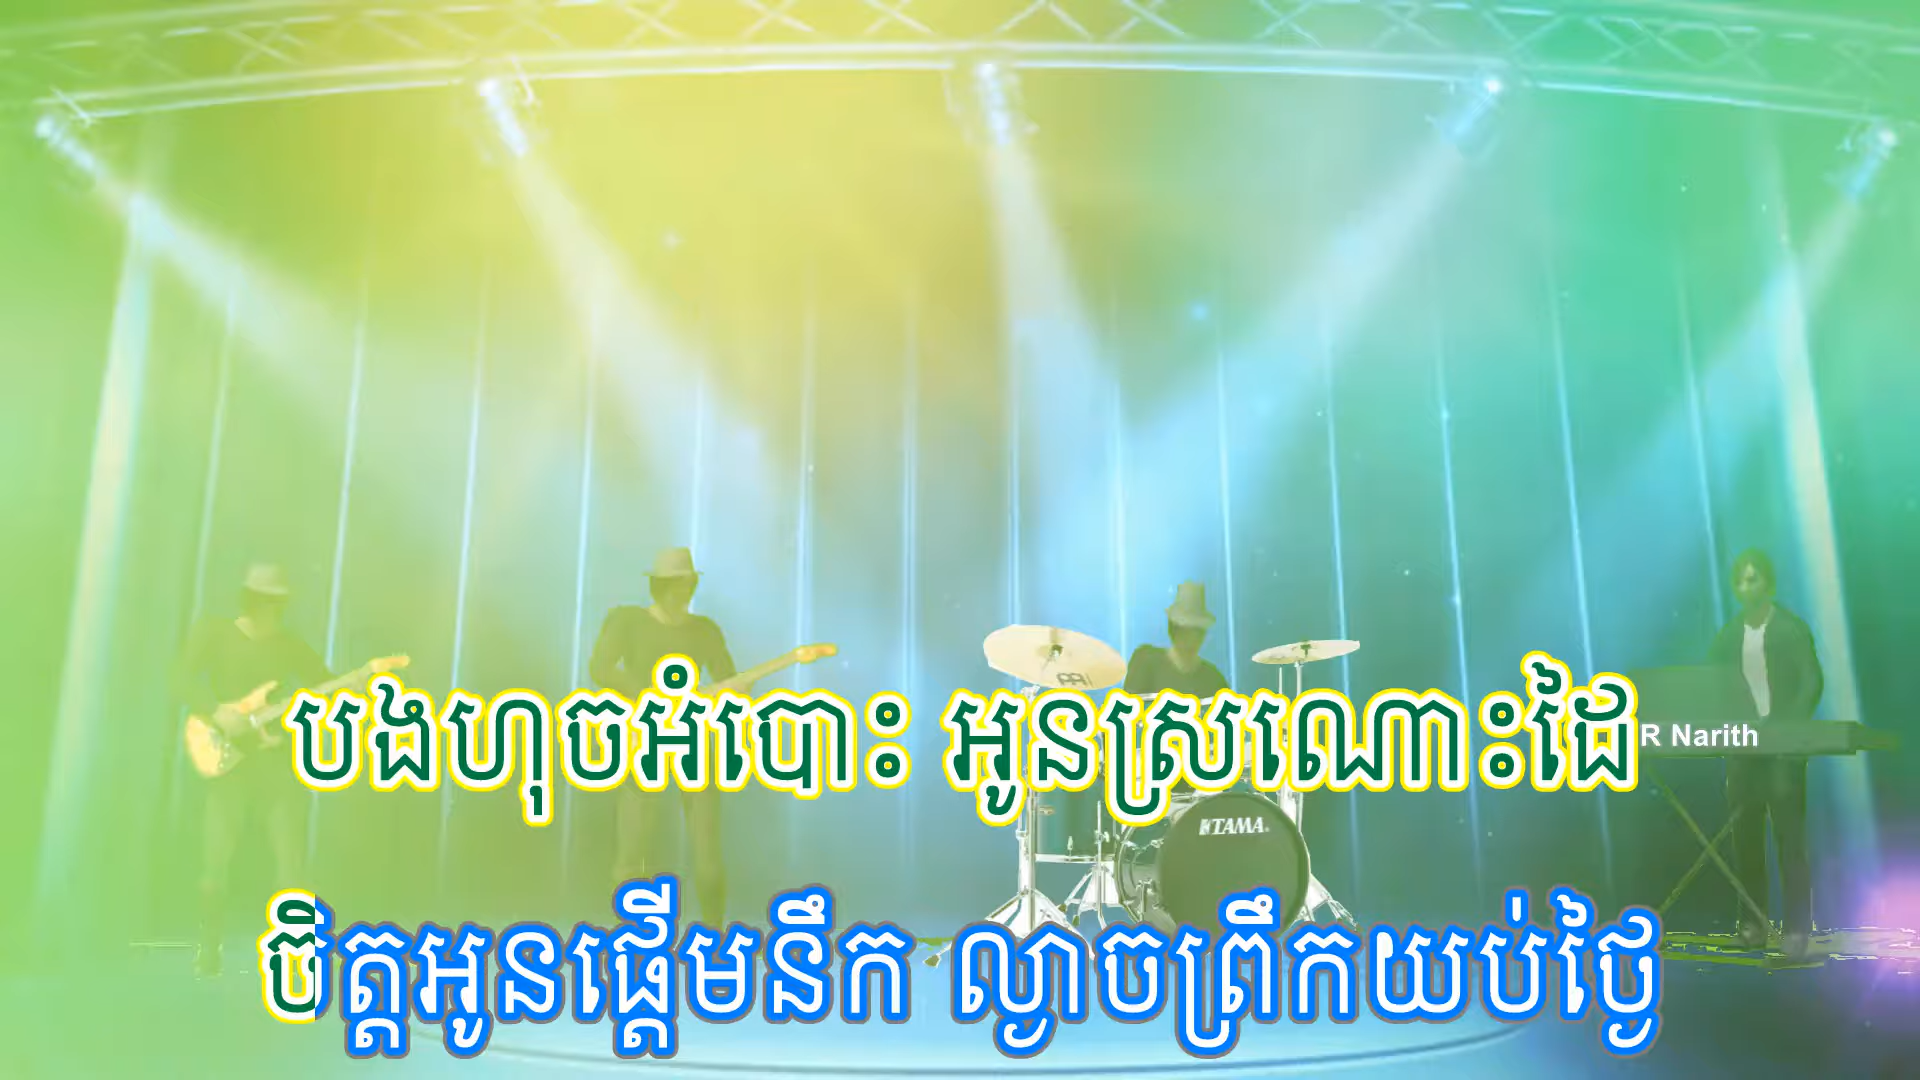 បងហុចអំបោះ អូនស្រណោះដៃ
R Narith
TAMA
ចិត្តអូនផ្ដើមនឹក ល្ងាចព្រឹកយប់ថ្ងៃ